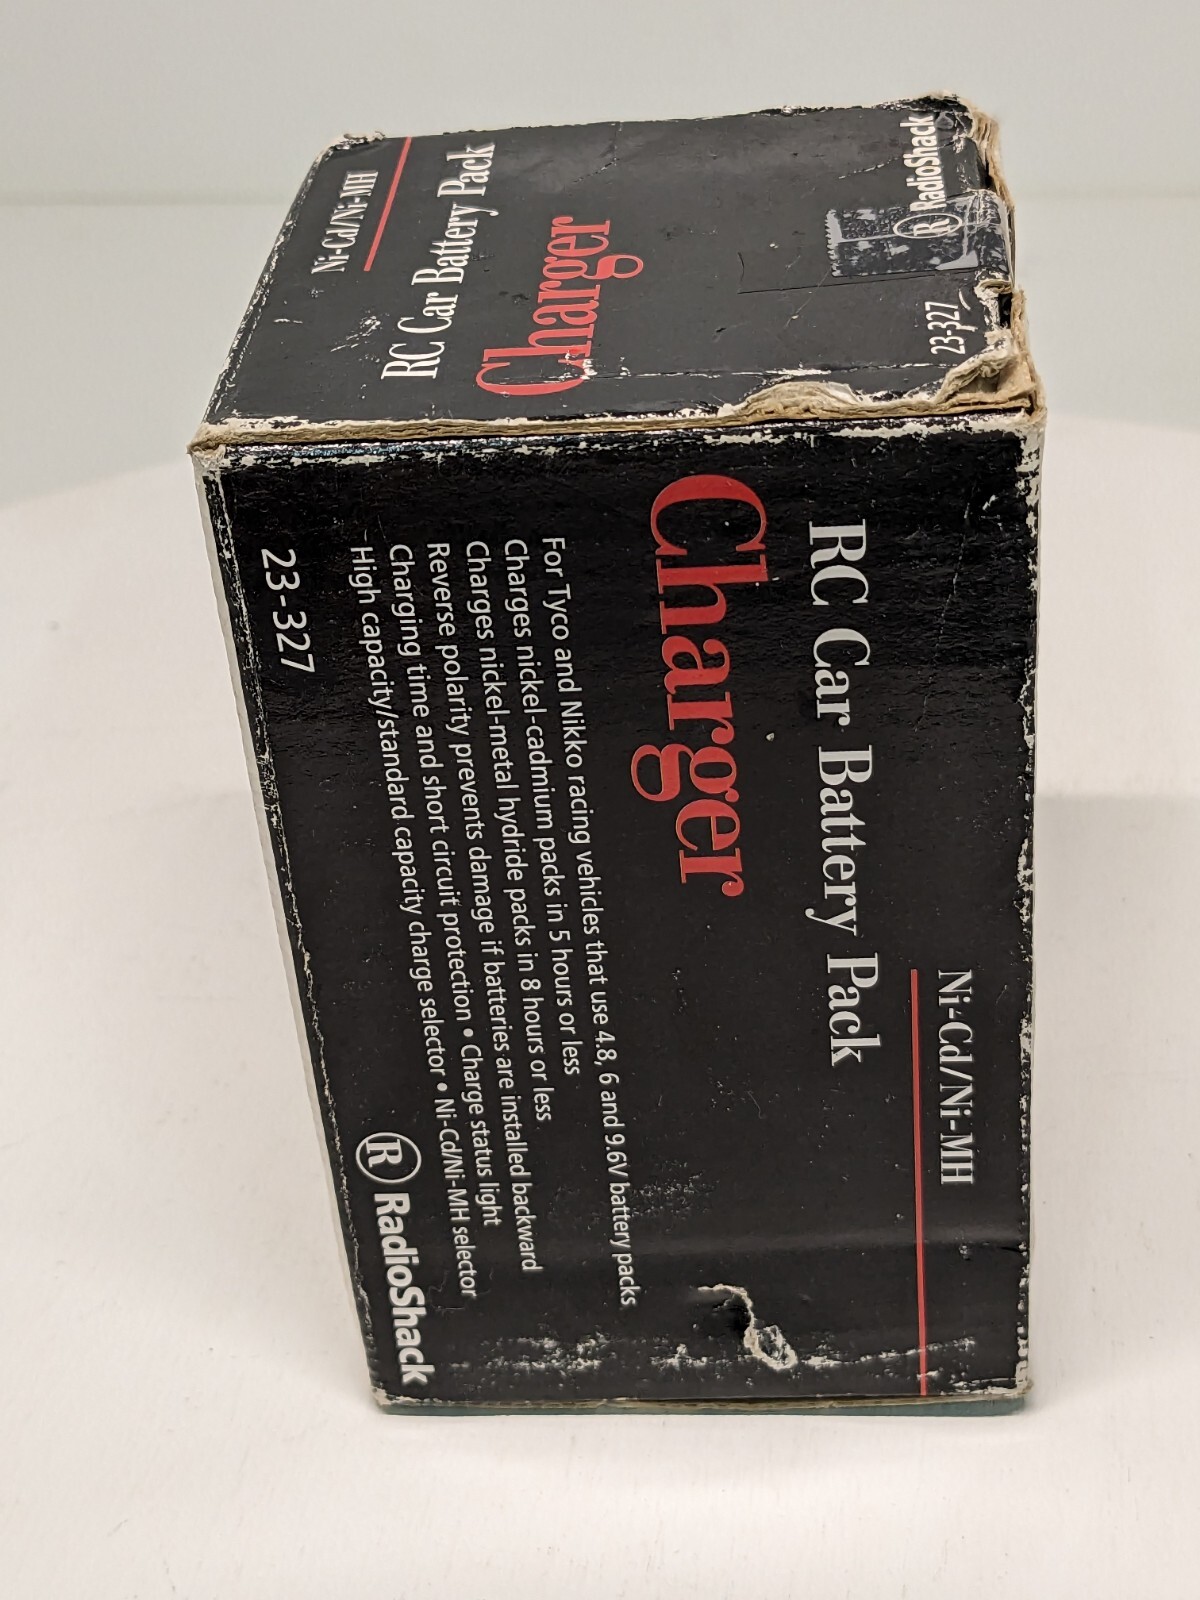 Ni-Cd/Ni-MH
RC Car Battery Pack
Charger
RadioShack
23-327
Ni-Cd/Ni-MH
RC Car Battery Pack
Charger
For Tyco and Nikko racing vehicles that use 4.8, 6 and 9.6V battery packs
Charges nickel-cadmium packs in 5 hours or less
Charges nickel-metal hydride packs in 8 hours or less
Reverse polarity prevents damage if batteries are installed backward
Charging time and short circuit protection • Charge status light
High capacity/standard capacity charge selector • Ni-Cd/Ni-MH selector
23-327
R RadioShack